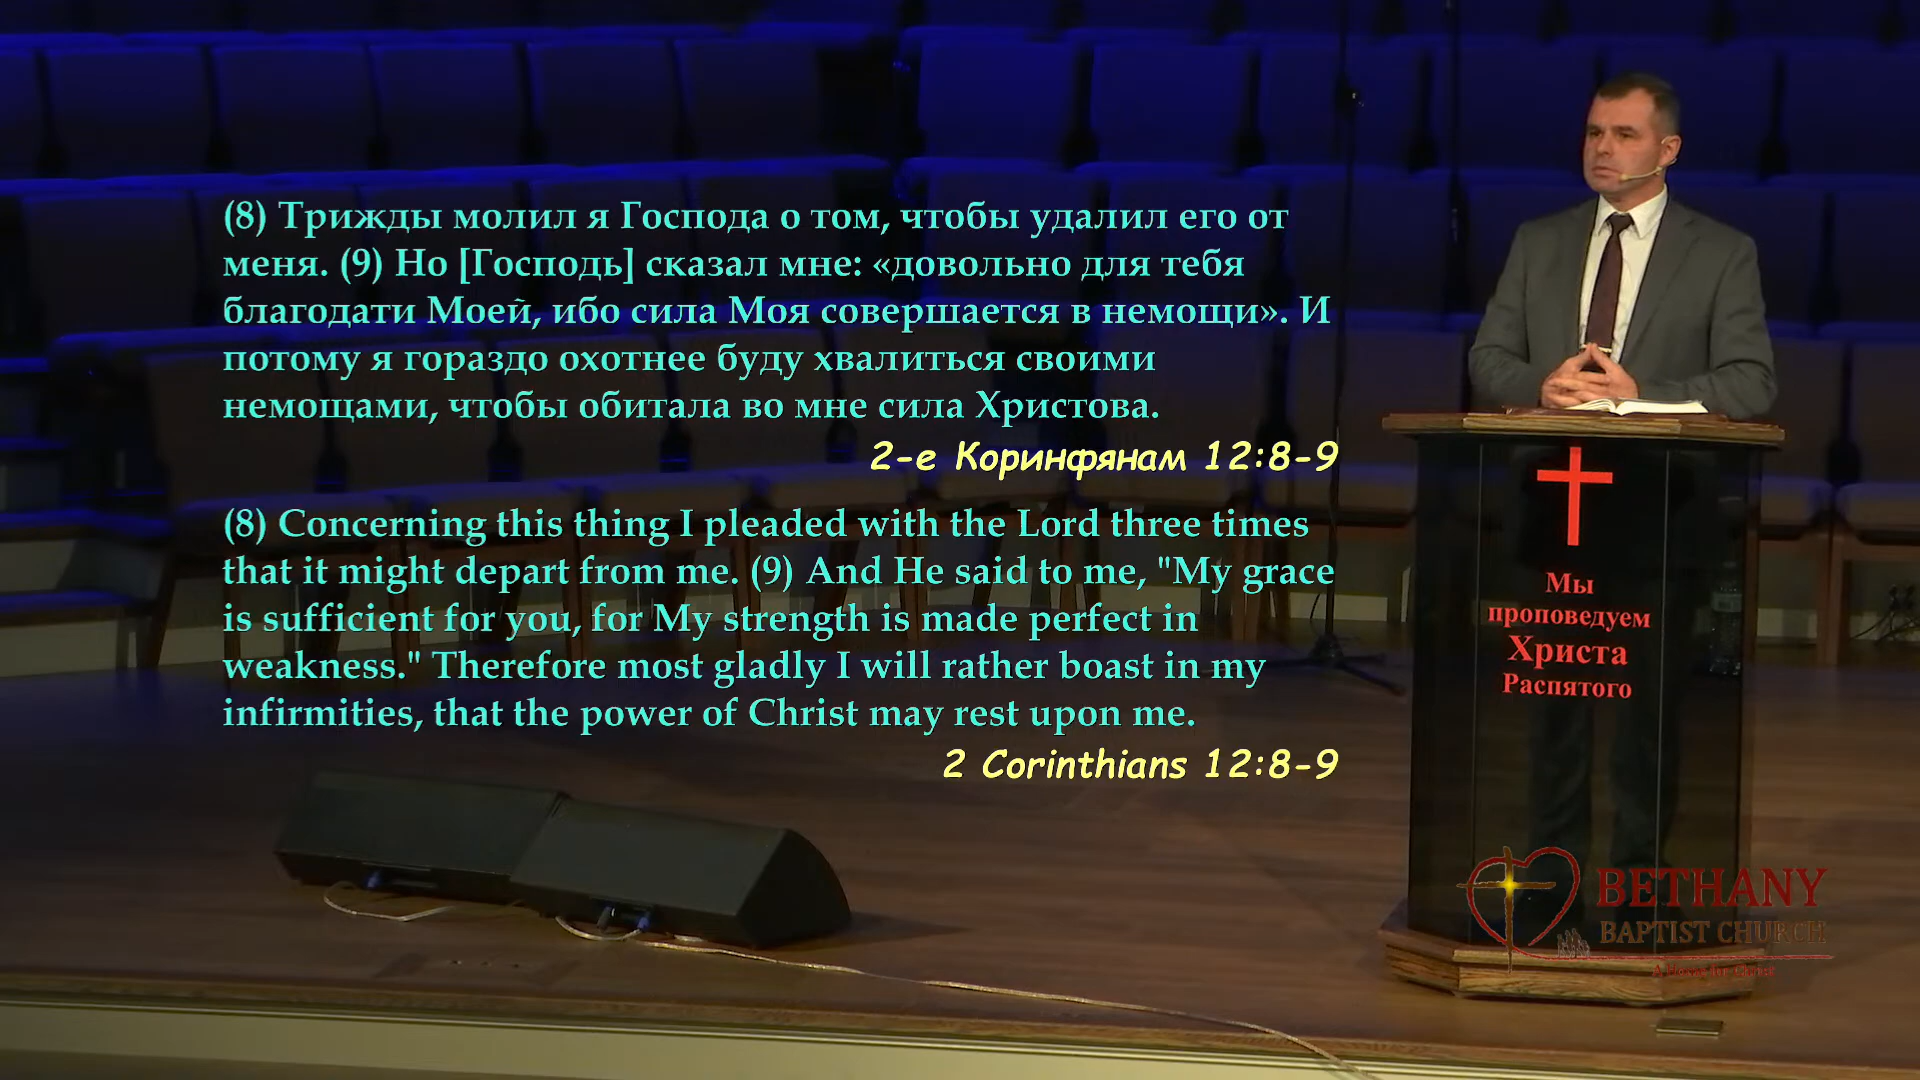 (8) Трижды молил я Господа о том, чтобы удалил его от
меня. (9) Но [Господь] сказал мне: «довольно для тебя
благодати Моей, ибо сила Моя совершается в немощи». И
потому я гораздо охотнее буду хвалиться своими
немощами, чтобы обитала во мне сила Христова.
2-е Коринфянам 12:8-9
(8) Concerning this thing I pleaded with the Lord three times
that it might depart from me. (9) And He said to me, "My grace
is sufficient for you, for My strength is made perfect in
weakness." Therefore most gladly I will rather boast in my
infirmities, that the power of Christ may rest upon me.
2 Corinthians 12:8-9
Мы
проповедуем
Христа
Распятого
BETHANY
BAPTIST CHURCH
A House for Christ